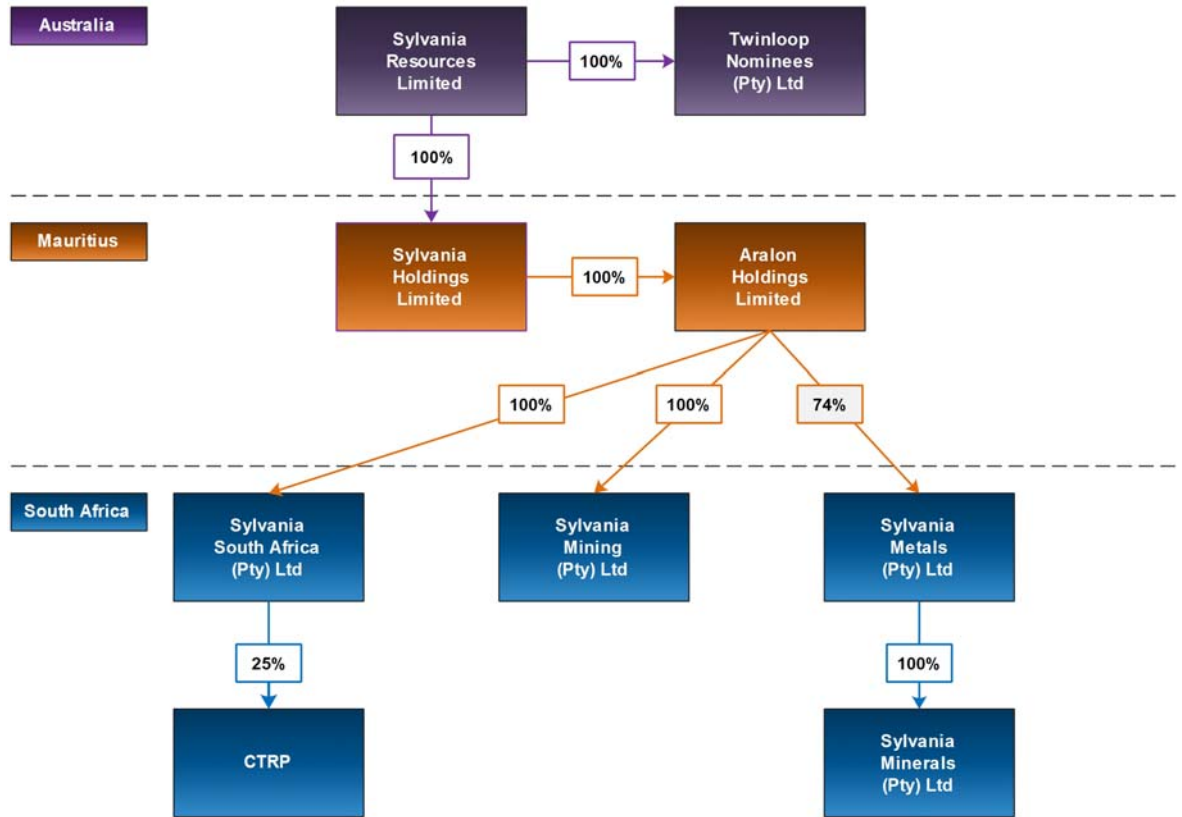 Australia
Sylvania
Resources
Limited
100%
Twinloop
Nominees
(Pty) Ltd
100%
Mauritius
Sylvania
Holdings
Limited
100%
Aralon
Holdings
Limited
100%
100%
74%
South Africa
Sylvania
South Africa
(Pty) Ltd
Sylvania
Mining
(Pty) Ltd
Sylvania
Metals
(Pty) Ltd
25%
100%
CTRP
Sylvania
Minerals
(Pty) Ltd